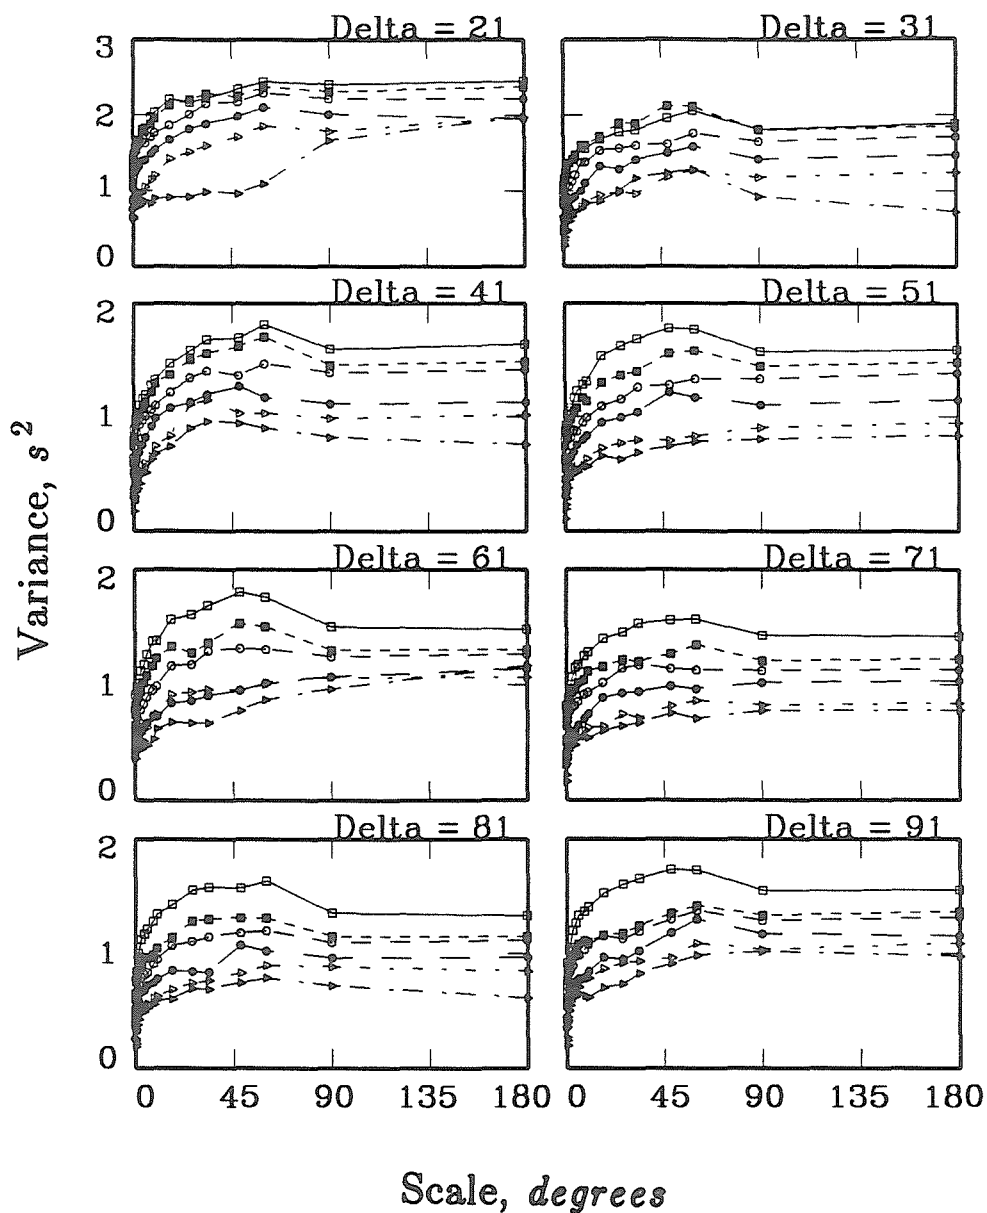 Delta = 21
Delta = 31
3
2
1
0
Delta = 41
Delta = 51
2
1
0
Variance, s²
Delta = 61
Delta = 71
2
1
0
Delta = 81
Delta = 91
2
1
0
0 45 90 135 180
0 45 90 135 180
Scale, degrees